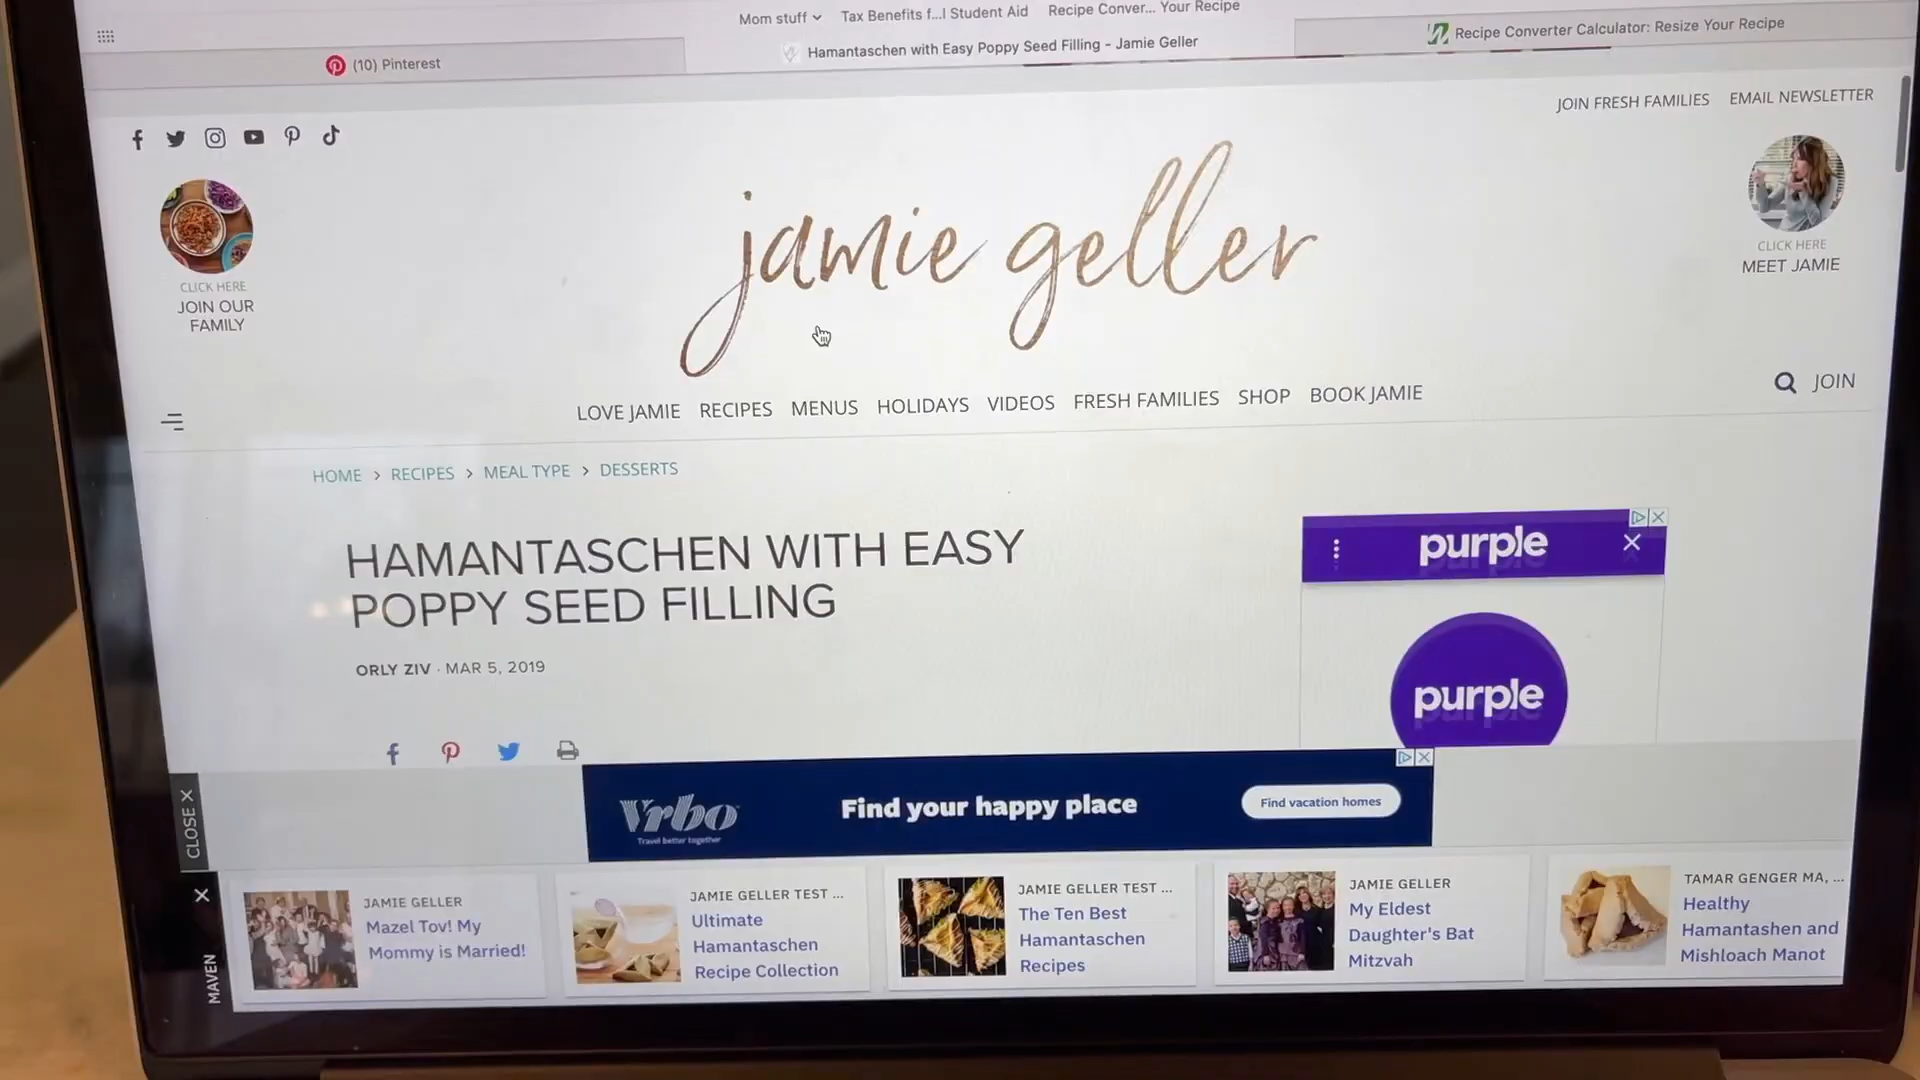 Mom stuff
Tax Benefits f...l Student Aid
Recipe Conver... Your Recipe
(10) Pinterest
Hamantaschen with Easy Poppy Seed Filling - Jamie Geller
Recipe Converter Calculator: Resize Your Recipe
JOIN FRESH FAMILIES
EMAIL NEWSLETTER
CLICK HERE
JOIN OUR
FAMILY
jamie geller
CLICK HERE
MEET JAMIE
LOVE JAMIE RECIPES MENUS HOLIDAYS VIDEOS FRESH FAMILIES SHOP BOOK JAMIE
JOIN
HOME > RECIPES > MEAL TYPE > DESSERTS
HAMANTASCHEN WITH EASY
POPPY SEED FILLING
ORLY ZIV · MAR 5, 2019
purple
purple
CLOSE X
Vrbo
Travel better together
Find your happy place
Find vacation homes
MAVEN
JAMIE GELLER
Mazel Tov! My
Mommy is Married!
JAMIE GELLER TEST ...
Ultimate
Hamantaschen
Recipe Collection
JAMIE GELLER TEST ...
The Ten Best
Hamantaschen
Recipes
JAMIE GELLER
My Eldest
Daughter's Bat
Mitzvah
TAMAR GENGER MA, ...
Healthy
Hamantashen and
Mishloach Manot